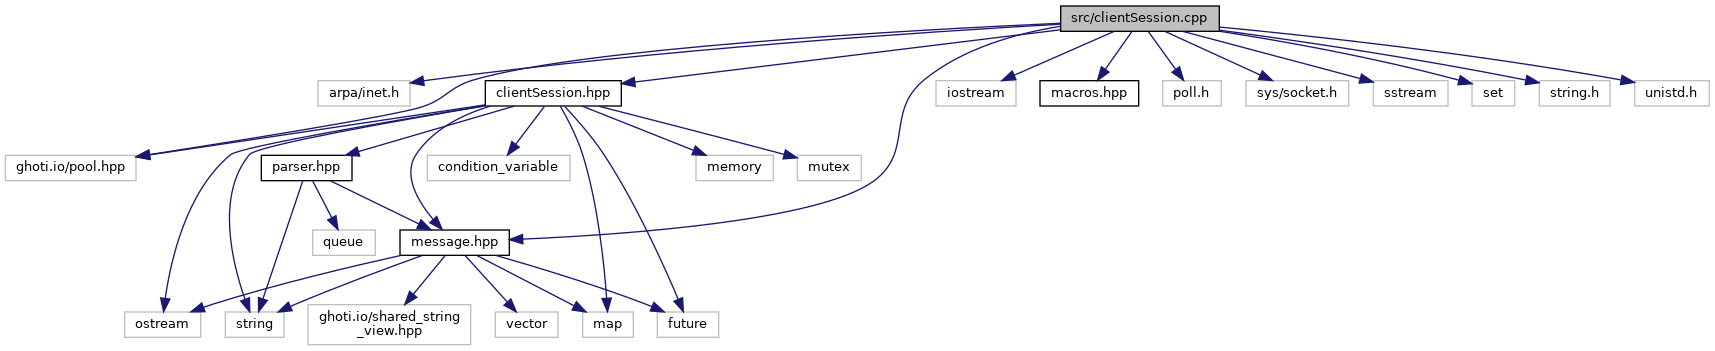 src/clientSession.cpp
arpa/inet.h
clientSession.hpp
iostream
macros.hpp
poll.h
sys/socket.h
sstream
set
string.h
unistd.h
ghoti.io/pool.hpp
parser.hpp
condition_variable
memory
mutex
queue
message.hpp
ostream
string
ghoti.io/shared_string
_view.hpp
vector
map
future